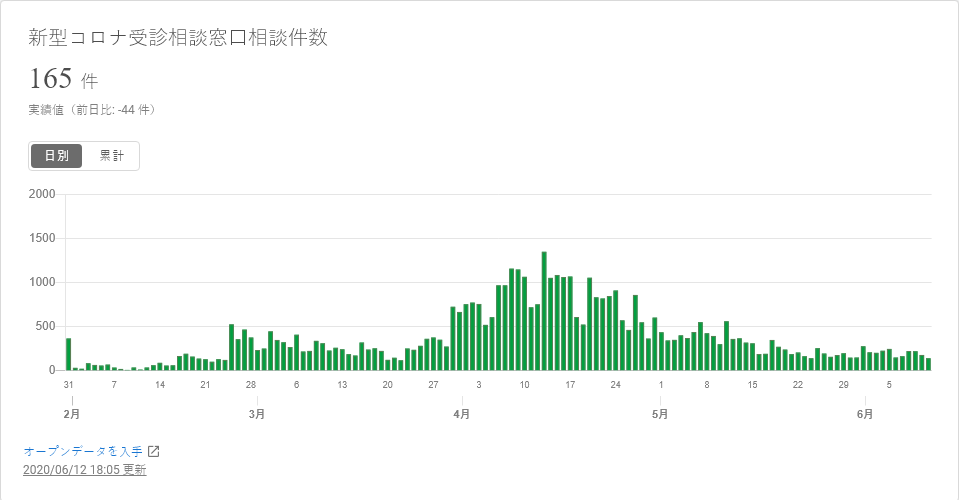 新型コロナ受診相談窓口相談件数
165 件
実績値（前日比: -44 件）
日別 累計
2000
1500
1000
500
0
31 7 14 21 28 6 13 20 27 3 10 17 24 1 8 15 22 29 5
2月 3月 4月 5月 6月
オープンデータを入手
2020/06/12 18:05 更新